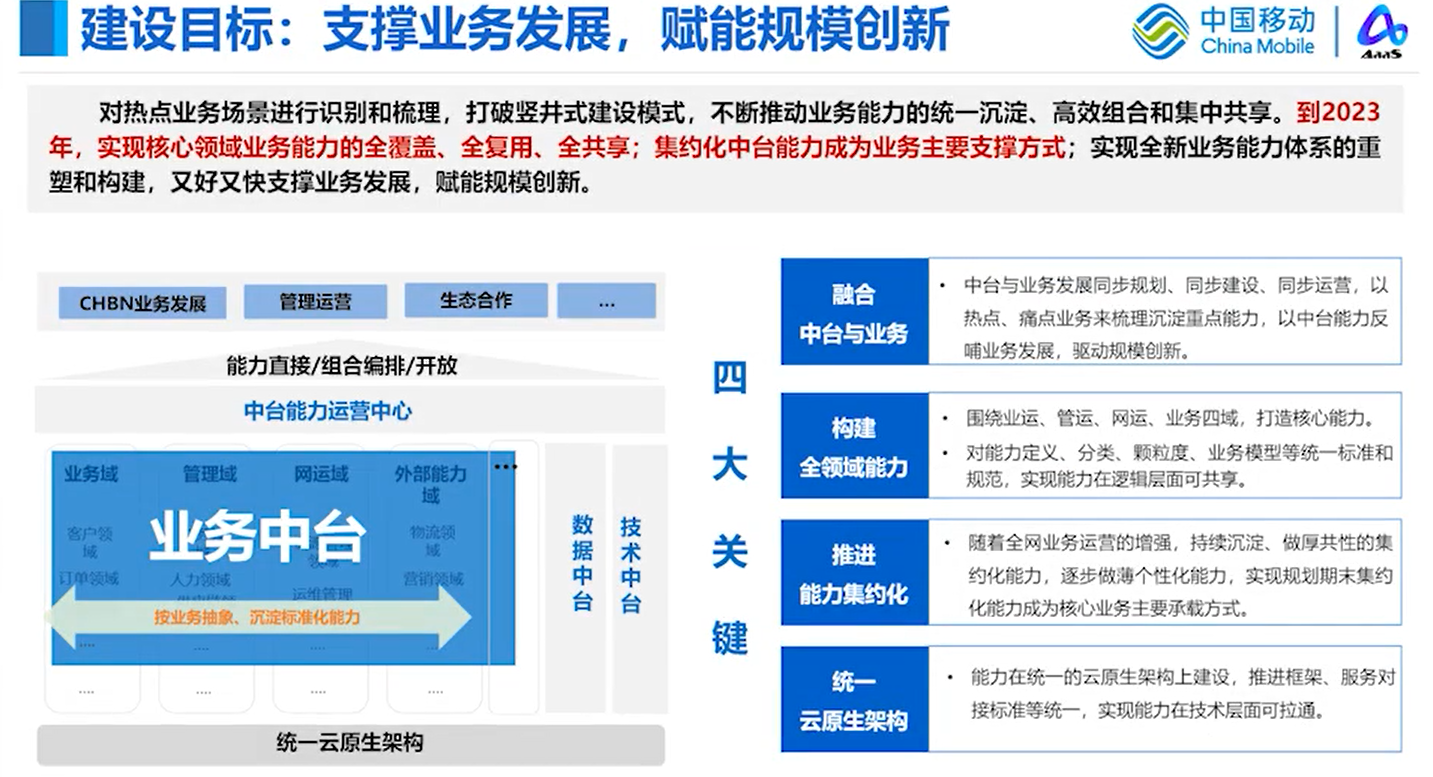 建设目标：支撑业务发展，赋能规模创新
中国移动
China Mobile
AaaS
对热点业务场景进行识别和梳理，打破竖井式建设模式，不断推动业务能力的统一沉淀、高效组合和集中共享。到2023
年，实现核心领域业务能力的全覆盖、全复用、全共享；集约化中台能力成为业务主要支撑方式；实现全新业务能力体系的重
塑和构建，又好又快支撑业务发展，赋能规模创新。
CHBN业务发展
管理运营
生态合作
...
能力直接/组合编排/开放
中台能力运营中心
业务域
管理域
网运域
外部能力
域
...
业务中台
客户领
域
物流领
域
领域
订单领域
人力领域
营销领域
运维管理
按业务抽象、沉淀标准化能力
....
....
....
....
....
....
....
....
数据中台
技术中台
统一云原生架构
四大关键
融合
中台与业务
• 中台与业务发展同步规划、同步建设、同步运营，以
热点、痛点业务来梳理沉淀重点能力，以中台能力反
哺业务发展，驱动规模创新。
构建
全领域能力
• 围绕业运、管运、网运、业务四域，打造核心能力。
• 对能力定义、分类、颗粒度、业务模型等统一标准和
规范，实现能力在逻辑层面可共享。
推进
能力集约化
• 随着全网业务运营的增强，持续沉淀、做厚共性的集
约化能力，逐步做薄个性化能力，实现规划期末集约
化能力成为核心业务主要承载方式。
统一
云原生架构
• 能力在统一的云原生架构上建设，推进框架、服务对
接标准等统一，实现能力在技术层面可拉通。